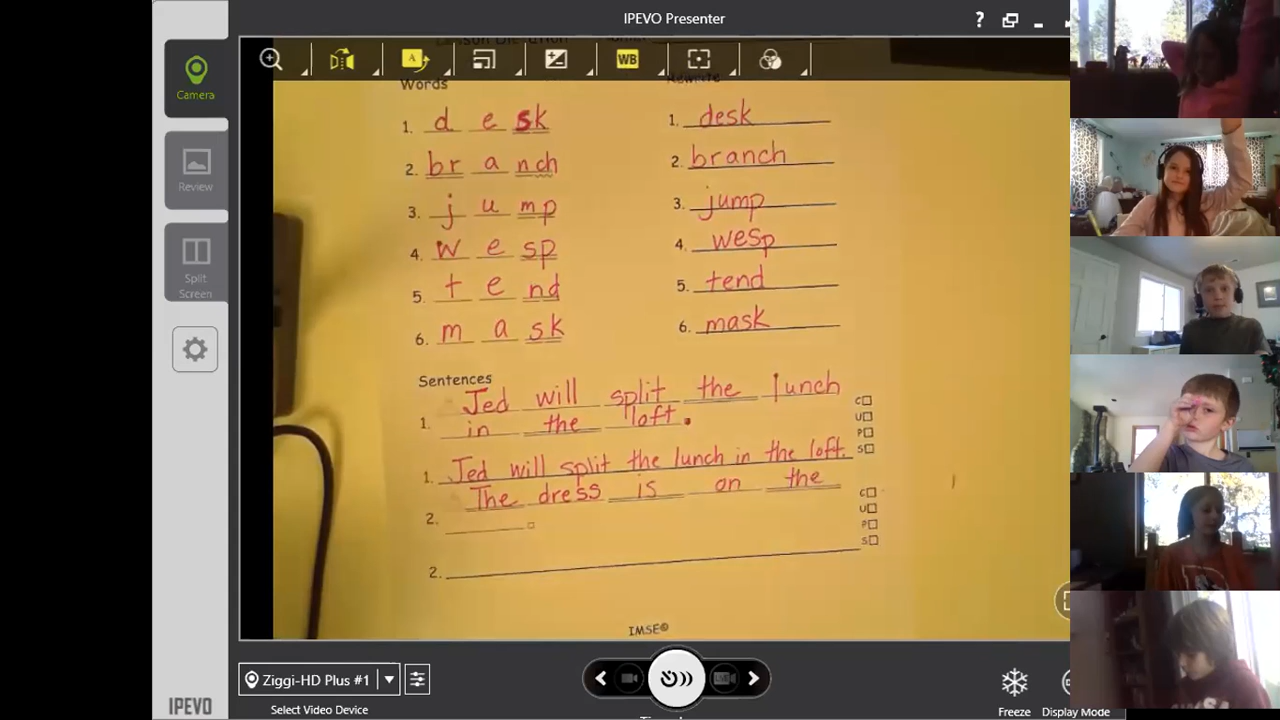 IPEVO Presenter
?
Camera
Review
Split
Screen
IPEVO
A
WB
Words
Rewrite
1. d e sk
1. desk
2. br a nch
2. branch
3. j u mp
3. jump
4. w e sp
4. wesp
5. t e nd
5. tend
6. m a sk
6. mask
Sentences
1. Jed will split the lunch
in the loft.
C
U
P
S
1. Jed will split the lunch in the loft.
2. The dress is on the
C
U
P
S
2.
IMSE©
Ziggi-HD Plus #1
Select Video Device
Freeze
Display Mode